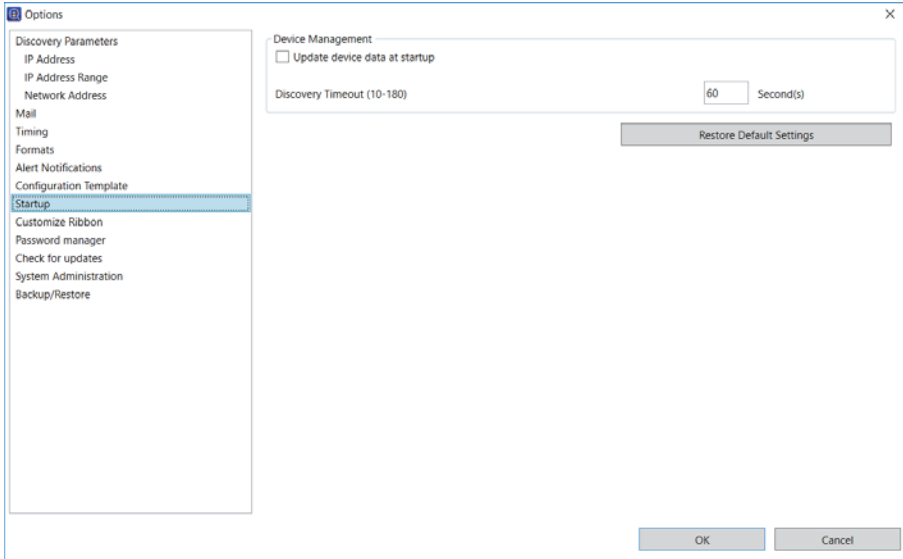 Options
Discovery Parameters
IP Address
IP Address Range
Network Address
Mail
Timing
Formats
Alert Notifications
Configuration Template
Startup
Customize Ribbon
Password manager
Check for updates
System Administration
Backup/Restore
Device Management
Update device data at startup
Discovery Timeout (10-180) 60 Second(s)
Restore Default Settings
OK Cancel